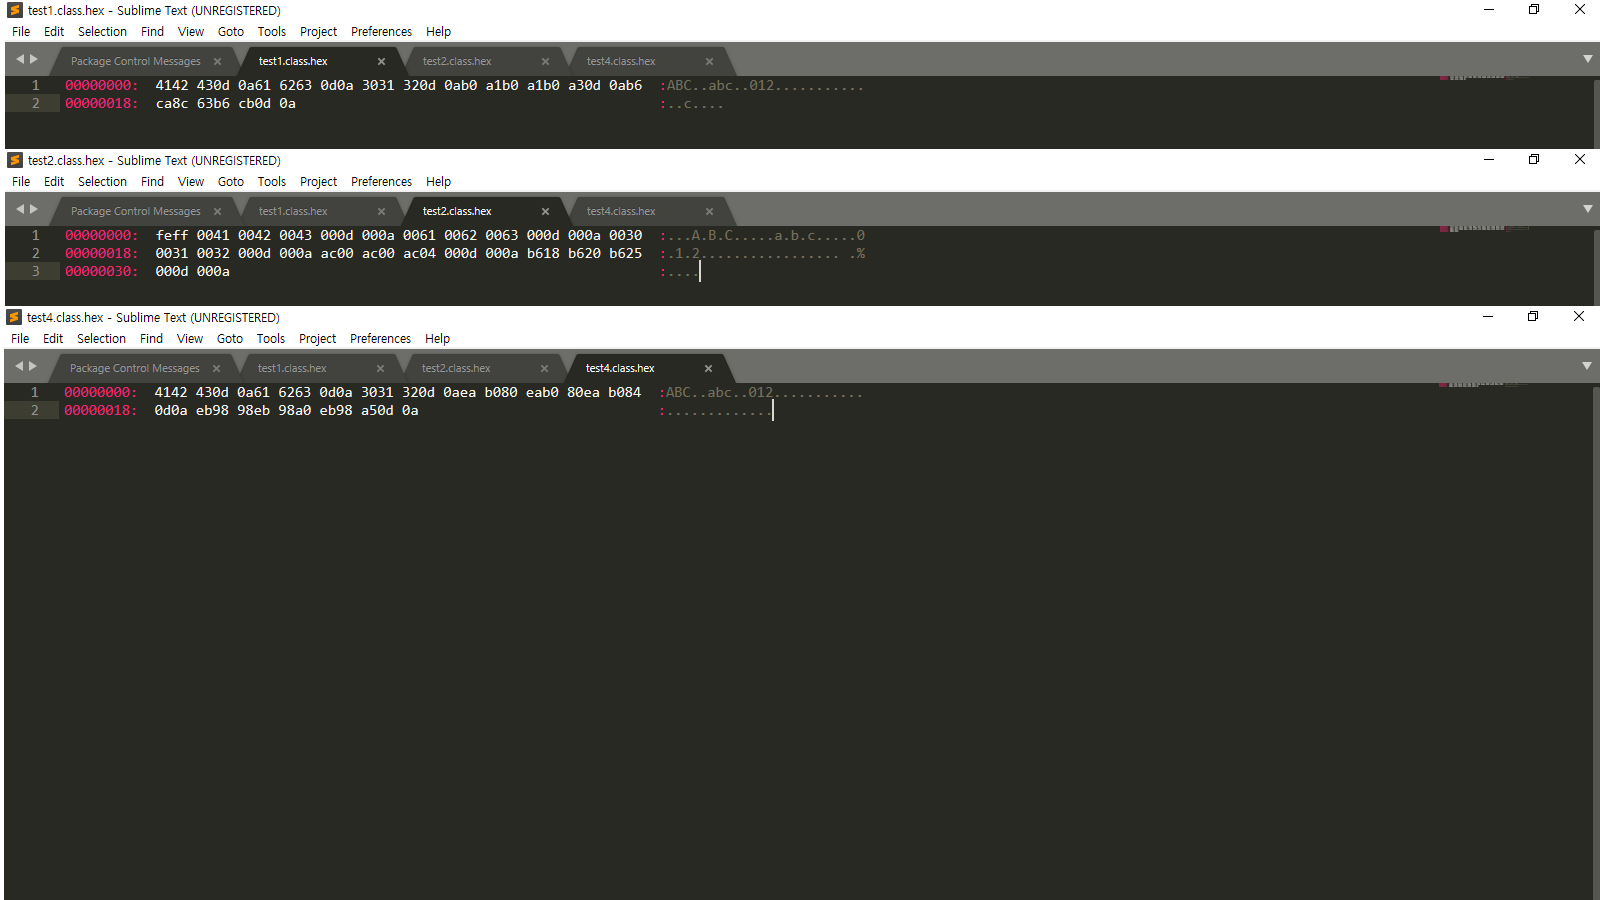 test1.class.hex - Sublime Text (UNREGISTERED)
File Edit Selection Find View Goto Tools Project Preferences Help
Package Control Messages × test1.class.hex × test2.class.hex × test4.class.hex ×
1 00000000: 4142 430d 0a61 6263 0d0a 3031 320d 0ab0 a1b0 a1b0 a30d 0ab6 :ABC..abc..012...........
2 00000018: ca8c 63b6 cb0d 0a :..c....
test2.class.hex - Sublime Text (UNREGISTERED)
File Edit Selection Find View Goto Tools Project Preferences Help
Package Control Messages × test1.class.hex × test2.class.hex × test4.class.hex ×
1 00000000: feff 0041 0042 0043 000d 000a 0061 0062 0063 000d 000a 0030 :...A.B.C.....a.b.c.....0
2 00000018: 0031 0032 000d 000a ac00 ac00 ac04 000d 000a b618 b620 b625 :.1.2................. .%
3 00000030: 000d 000a :....
test4.class.hex - Sublime Text (UNREGISTERED)
File Edit Selection Find View Goto Tools Project Preferences Help
Package Control Messages × test1.class.hex × test2.class.hex × test4.class.hex ×
1 00000000: 4142 430d 0a61 6263 0d0a 3031 320d 0aea b080 eab0 80ea b084 :ABC..abc..012...........
2 00000018: 0d0a eb98 98eb 98a0 eb98 a50d 0a :.............